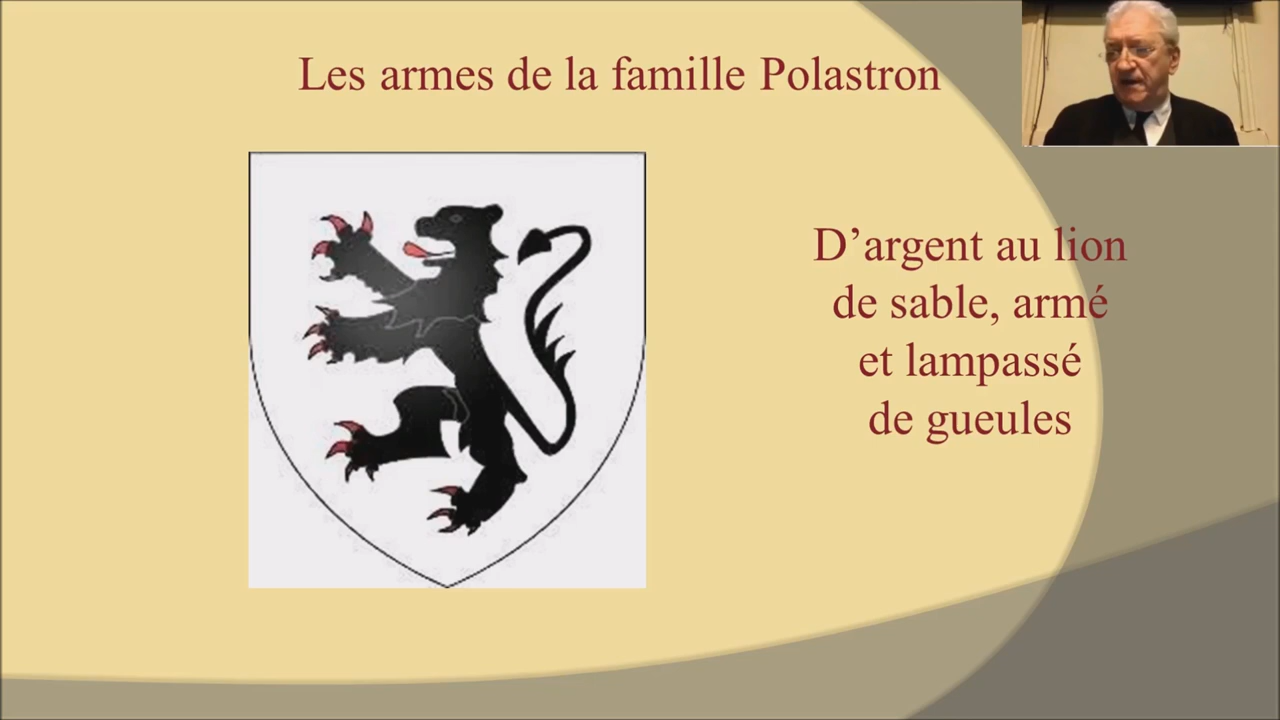 Les armes de la famille Polastron
D’argent au lion
de sable, armé
et lampassé
de gueules